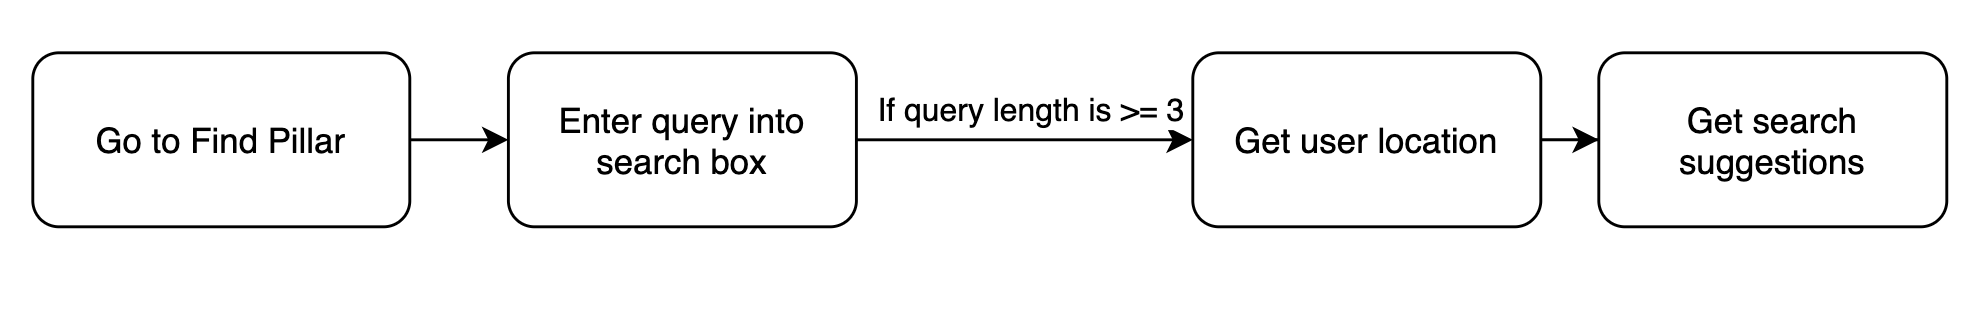 Go to Find Pillar
Enter query into
search box
If query length is >= 3
Get user location
Get search
suggestions